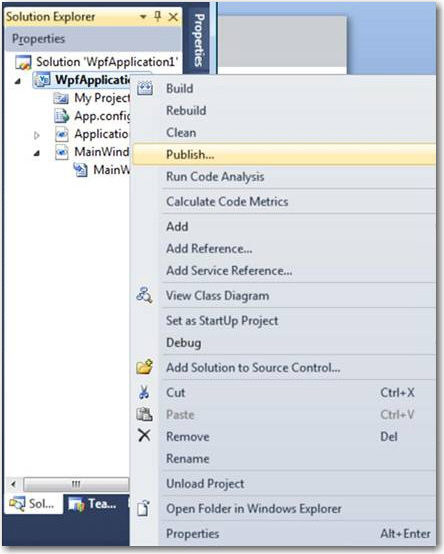 Solution Explorer
Properties
Properties
Solution 'WpfApplication1'
WpfApplicatio
My Projec
App.config
Application
MainWind
MainW
Build
Rebuild
Clean
Publish...
Run Code Analysis
Calculate Code Metrics
Add
Add Reference...
Add Service Reference...
View Class Diagram
Set as StartUp Project
Debug
Add Solution to Source Control...
Cut Ctrl+X
Paste Ctrl+V
Remove Del
Rename
Unload Project
Open Folder in Windows Explorer
Properties Alt+Enter
Sol... Tea...